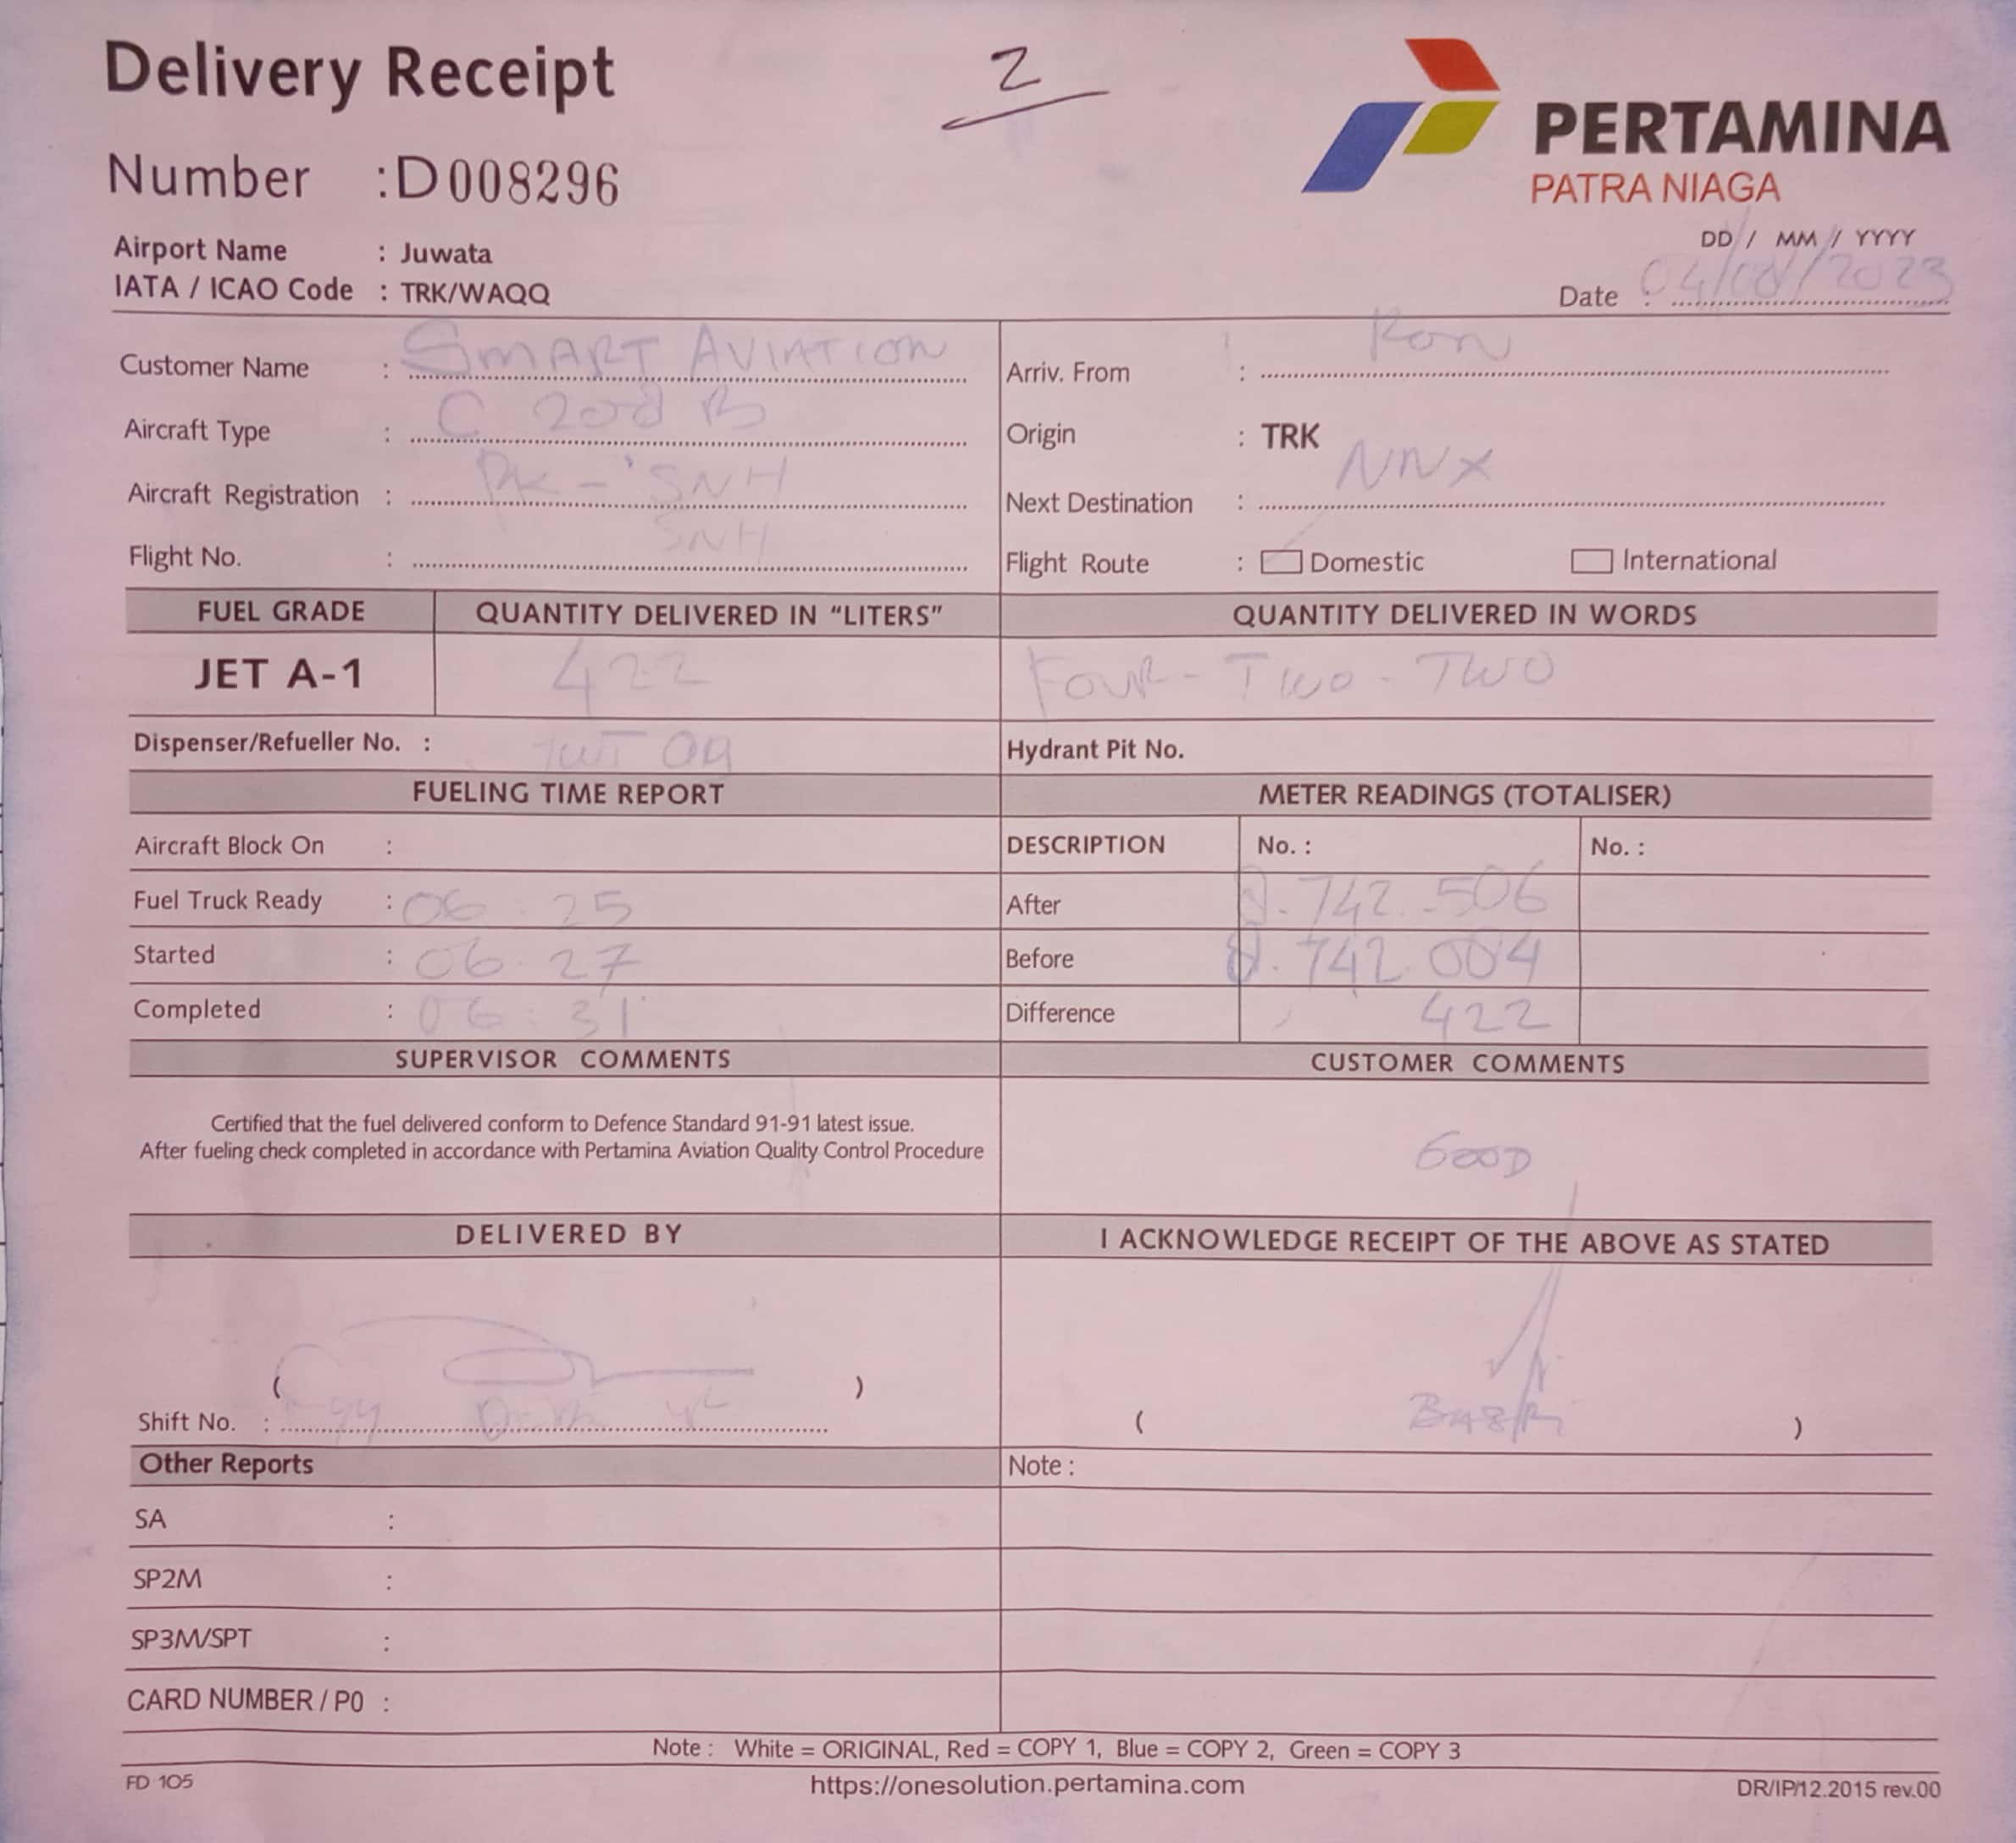 Delivery Receipt
2
PERTAMINA
PATRA NIAGA
Number : D008296
Airport Name : Juwata
IATA / ICAO Code : TRK/WAQQ
DD / MM / YYYY
Date : 04/08/2023
Customer Name : SMART AVIATION
Arriv. From :
Aircraft Type : C 208 B
Origin : TRK
Aircraft Registration : PK - SNH
Next Destination : NNX
Flight No. : SNH
Flight Route : Domestic International
FUEL GRADE QUANTITY DELIVERED IN “LITERS” QUANTITY DELIVERED IN WORDS
JET A-1 422 FOUR - TWO - TWO
Dispenser/Refueller No. : 09
Hydrant Pit No.
FUELING TIME REPORT METER READINGS (TOTALISER)
Aircraft Block On :
DESCRIPTION No. : No. :
Fuel Truck Ready : 06 : 25
After 742.506
Started : 06.27
Before 742.084
Completed : 06 : 31
Difference 422
SUPERVISOR COMMENTS CUSTOMER COMMENTS
Certified that the fuel delivered conform to Defence Standard 91-91 latest issue.
After fueling check completed in accordance with Pertamina Aviation Quality Control Procedure
GOOD
DELIVERED BY I ACKNOWLEDGE RECEIPT OF THE ABOVE AS STATED
( )
Shift No. :
( )
Other Reports Note :
SA :
SP2M :
SP3M/SPT :
CARD NUMBER / P0 :
Note : White = ORIGINAL, Red = COPY 1, Blue = COPY 2, Green = COPY 3
FD 105 https://onesolution.pertamina.com DR/IP/12.2015 rev.00